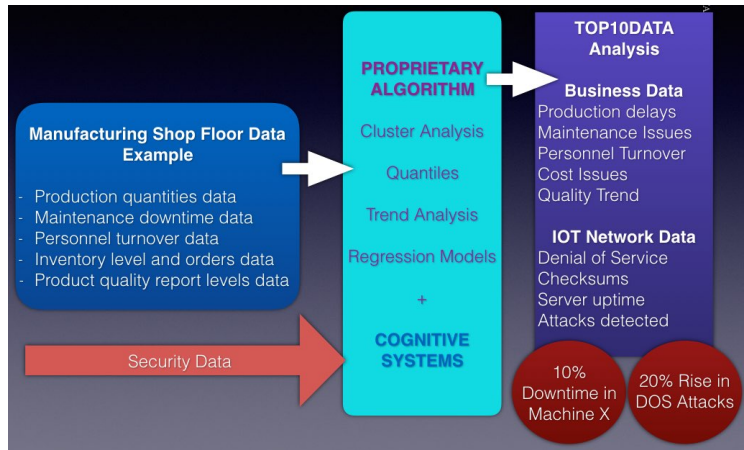 Manufacturing Shop Floor Data
Example
- Production quantities data
- Maintenance downtime data
- Personnel turnover data
- Inventory level and orders data
- Product quality report levels data
Security Data
PROPRIETARY
ALGORITHM
Cluster Analysis
Quantiles
Trend Analysis
Regression Models
+
COGNITIVE
SYSTEMS
TOP10DATA
Analysis
Business Data
Production delays
Maintenance Issues
Personnel Turnover
Cost Issues
Quality Trend
IOT Network Data
Denial of Service
Checksums
Server uptime
Attacks detected
10%
Downtime in
Machine X
20% Rise in
DOS Attacks